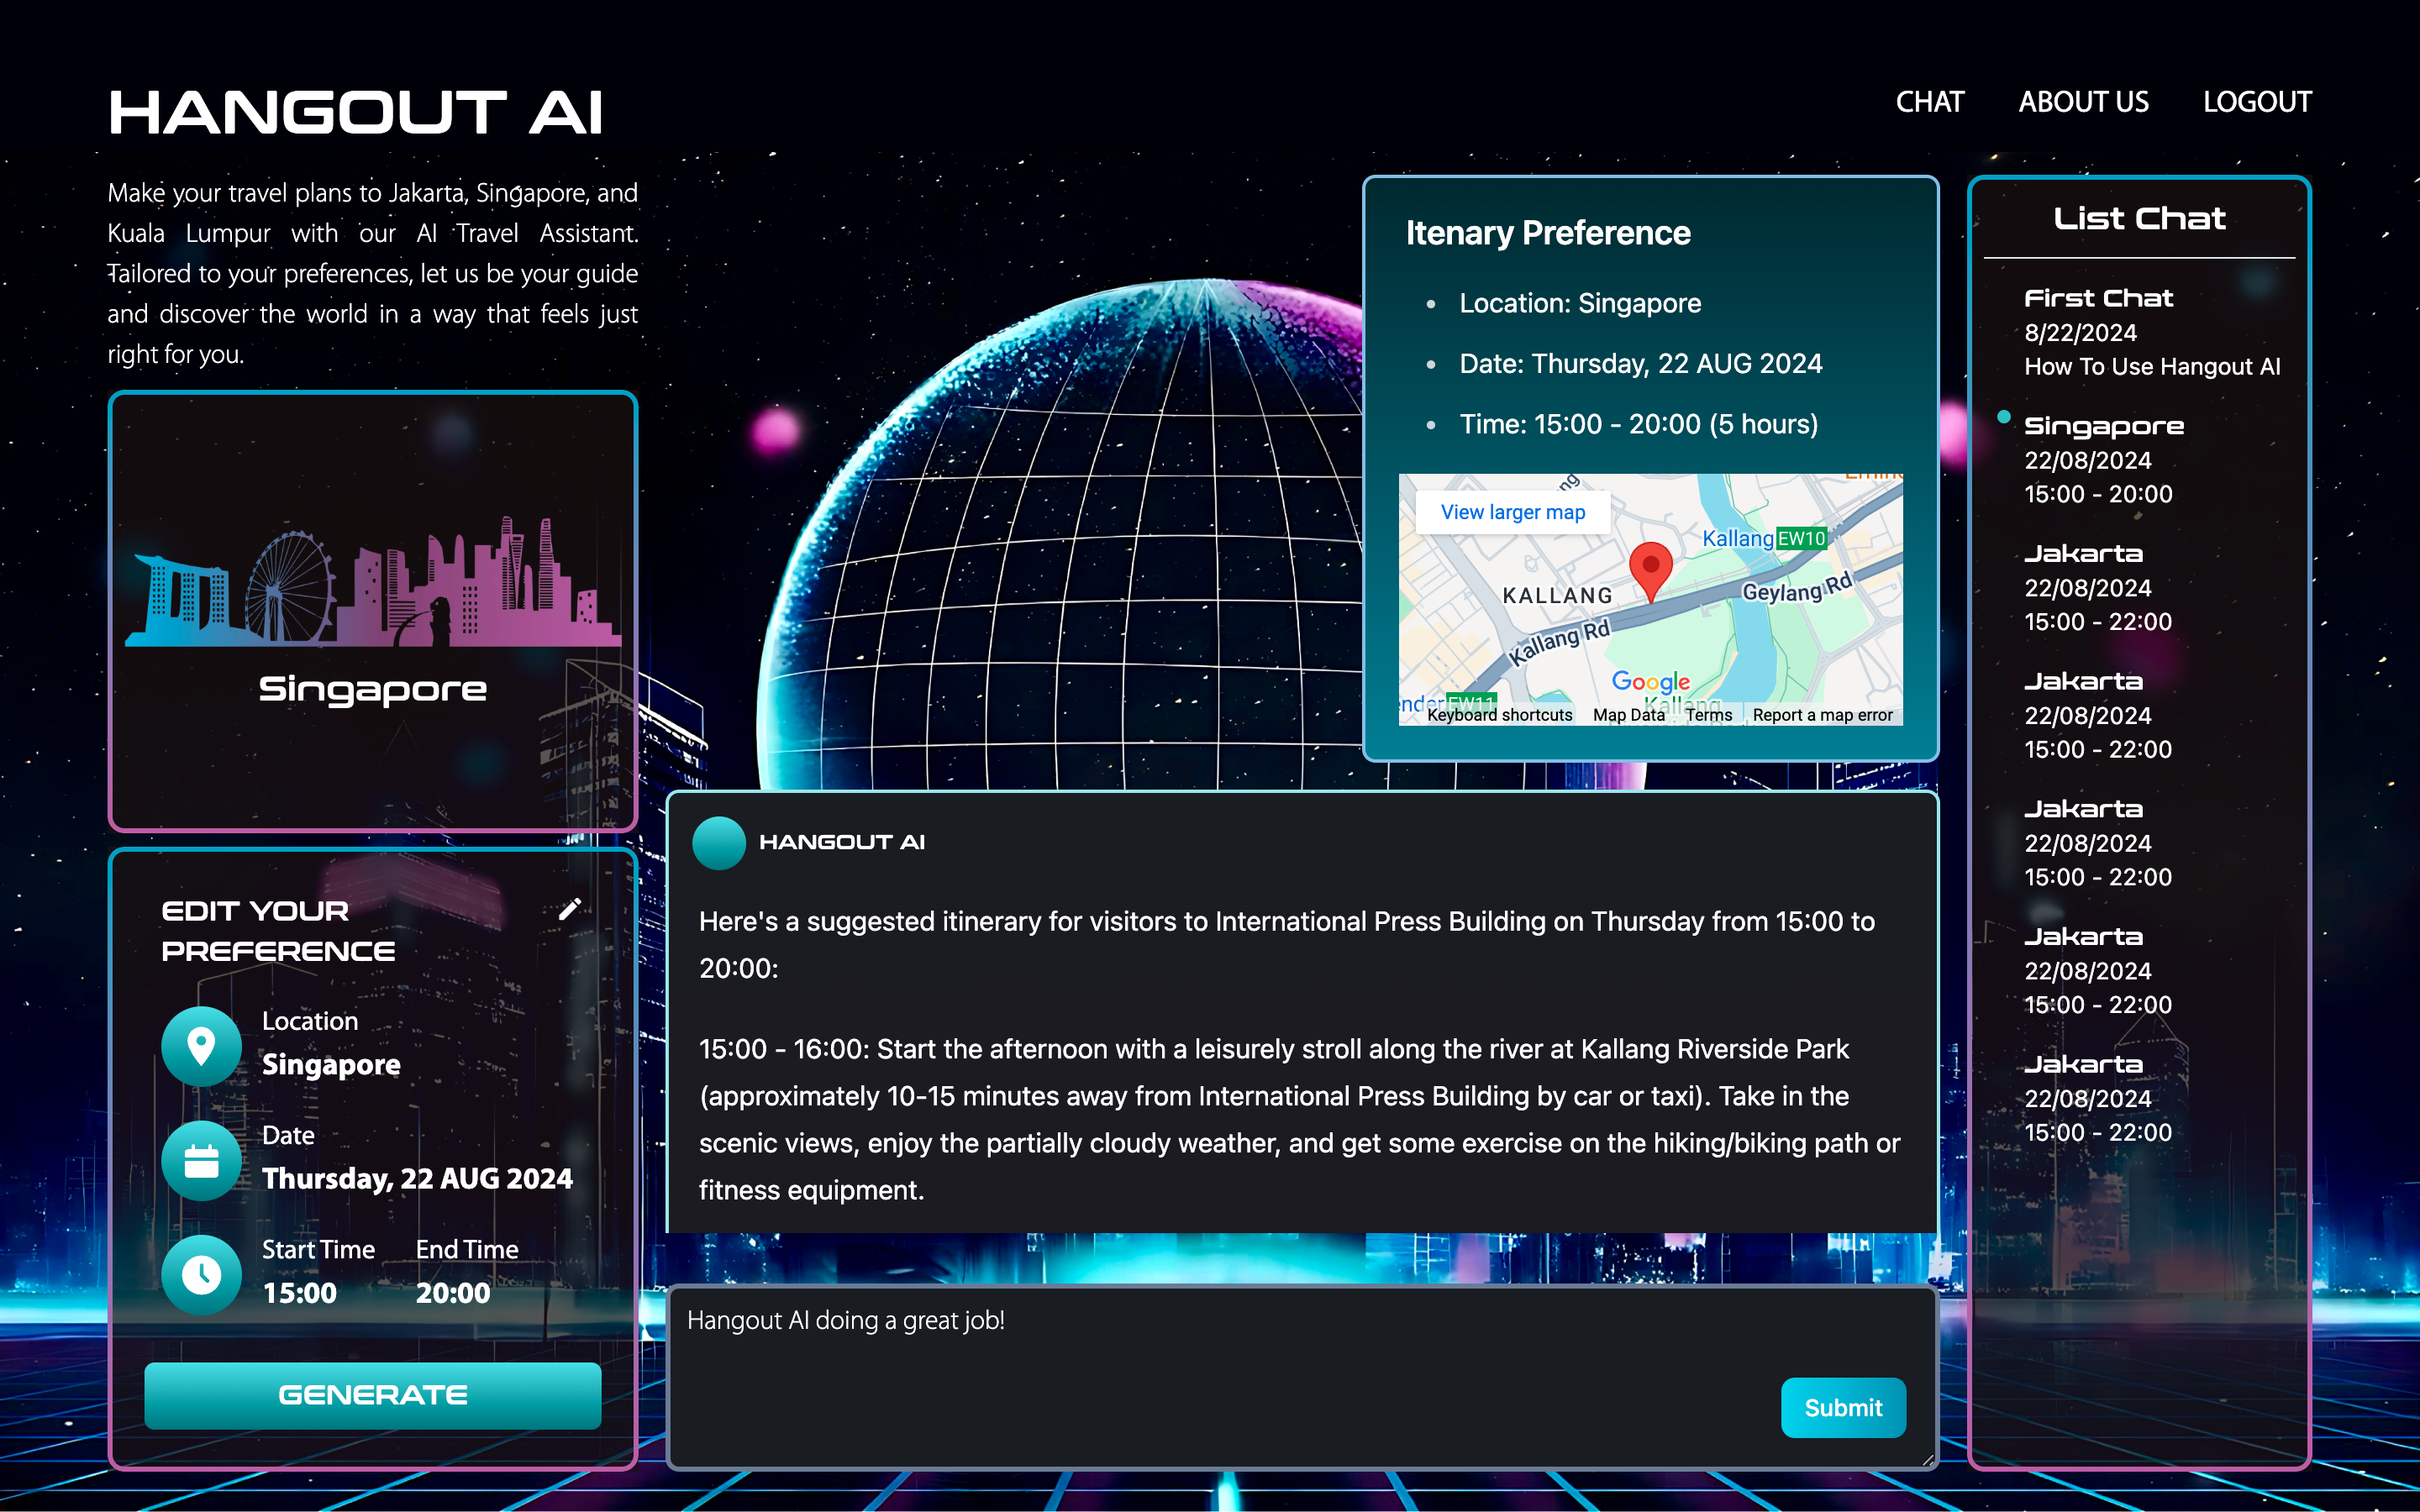 HANGOUT AI
CHAT
ABOUT US
LOGOUT
Make your travel plans to Jakarta, Singapore, and
Kuala Lumpur with our AI Travel Assistant.
Tailored to your preferences, let us be your guide
and discover the world in a way that feels just
right for you.
Singapore
EDIT YOUR
PREFERENCE
Location
Singapore
Date
Thursday, 22 AUG 2024
Start Time
End Time
15:00
20:00
GENERATE
Itenary Preference
Location: Singapore
Date: Thursday, 22 AUG 2024
Time: 15:00 - 20:00 (5 hours)
View larger map
Kallang EW10
KALLANG
Geylang Rd
Kallang Rd
Google
Kallang
EW11
Keyboard shortcuts
Map Data
Terms
Report a map error
HANGOUT AI
Here's a suggested itinerary for visitors to International Press Building on Thursday from 15:00 to
20:00:
15:00 - 16:00: Start the afternoon with a leisurely stroll along the river at Kallang Riverside Park
(approximately 10-15 minutes away from International Press Building by car or taxi). Take in the
scenic views, enjoy the partially cloudy weather, and get some exercise on the hiking/biking path or
fitness equipment.
Hangout AI doing a great job!
Submit
List Chat
First Chat
8/22/2024
How To Use Hangout AI
Singapore
22/08/2024
15:00 - 20:00
Jakarta
22/08/2024
15:00 - 22:00
Jakarta
22/08/2024
15:00 - 22:00
Jakarta
22/08/2024
15:00 - 22:00
Jakarta
22/08/2024
15:00 - 22:00
Jakarta
22/08/2024
15:00 - 22:00